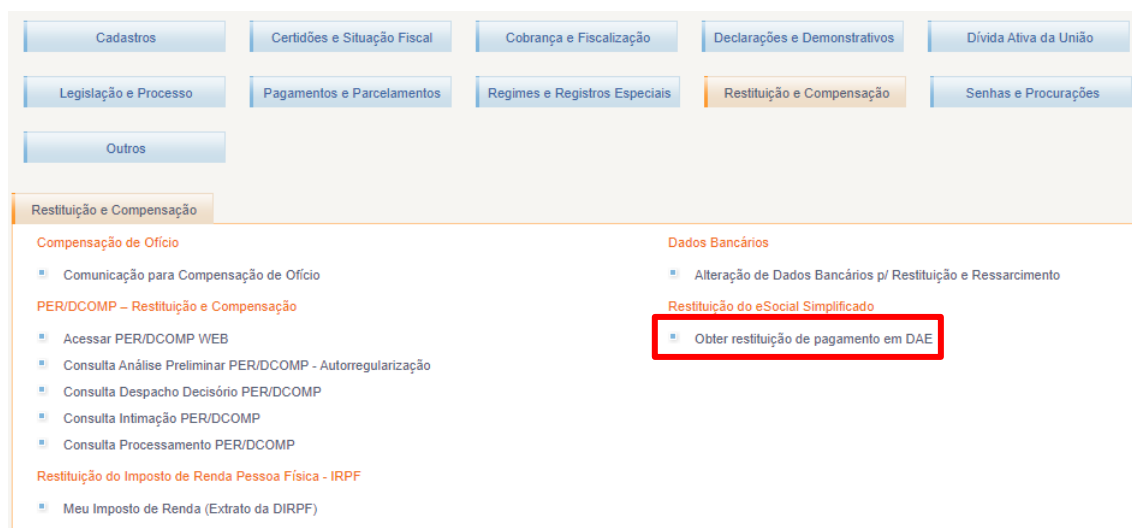 Cadastros
Certidões e Situação Fiscal
Cobrança e Fiscalização
Declarações e Demonstrativos
Dívida Ativa da União
Legislação e Processo
Pagamentos e Parcelamentos
Regimes e Registros Especiais
Restituição e Compensação
Senhas e Procurações
Outros
Restituição e Compensação
Compensação de Ofício
Comunicação para Compensação de Ofício
PER/DCOMP – Restituição e Compensação
Acessar PER/DCOMP WEB
Consulta Análise Preliminar PER/DCOMP - Autorregularização
Consulta Despacho Decisório PER/DCOMP
Consulta Intimação PER/DCOMP
Consulta Processamento PER/DCOMP
Restituição do Imposto de Renda Pessoa Física - IRPF
Meu Imposto de Renda (Extrato da DIRPF)
Dados Bancários
Alteração de Dados Bancários p/ Restituição e Ressarcimento
Restituição do eSocial Simplificado
Obter restituição de pagamento em DAE